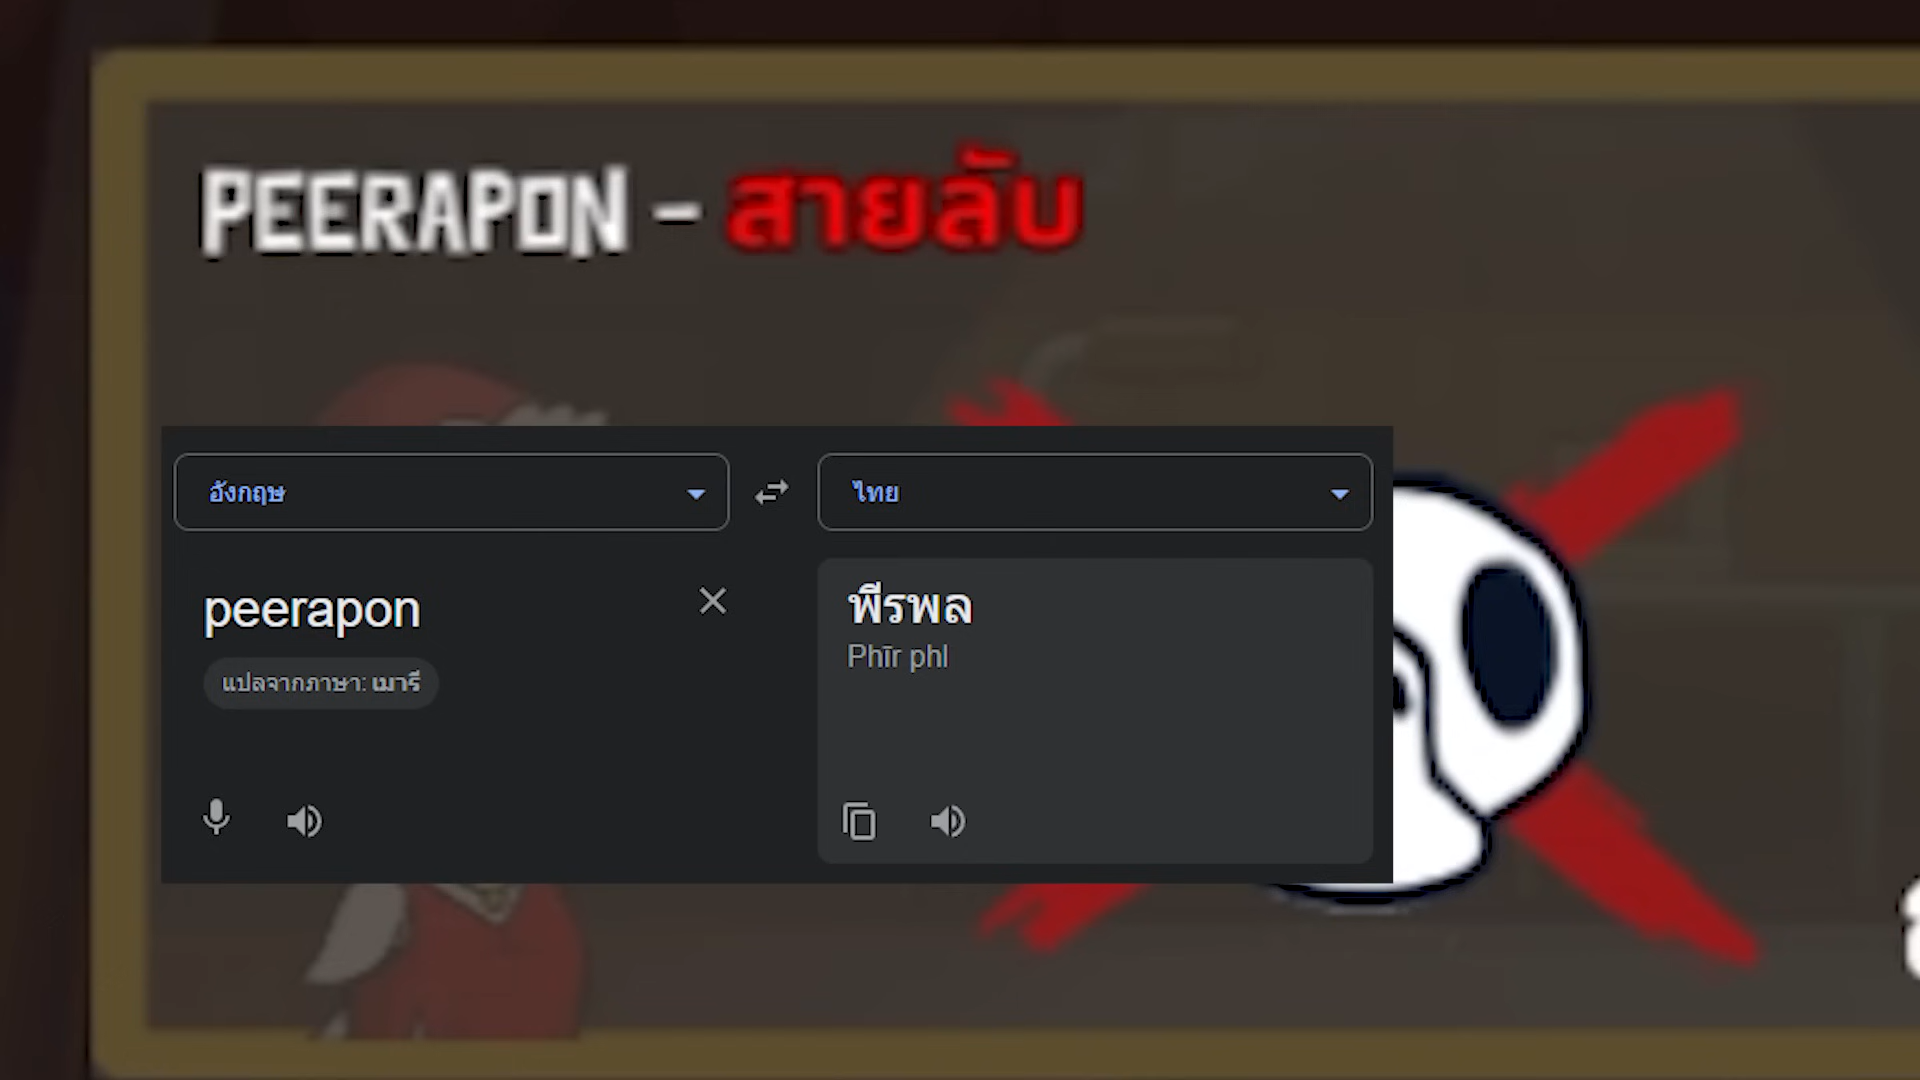 PEERAPON - สายลับ
อังกฤษ
ไทย
peerapon
พีรพล
Phīr phl
แปลจากภาษา: เมารี